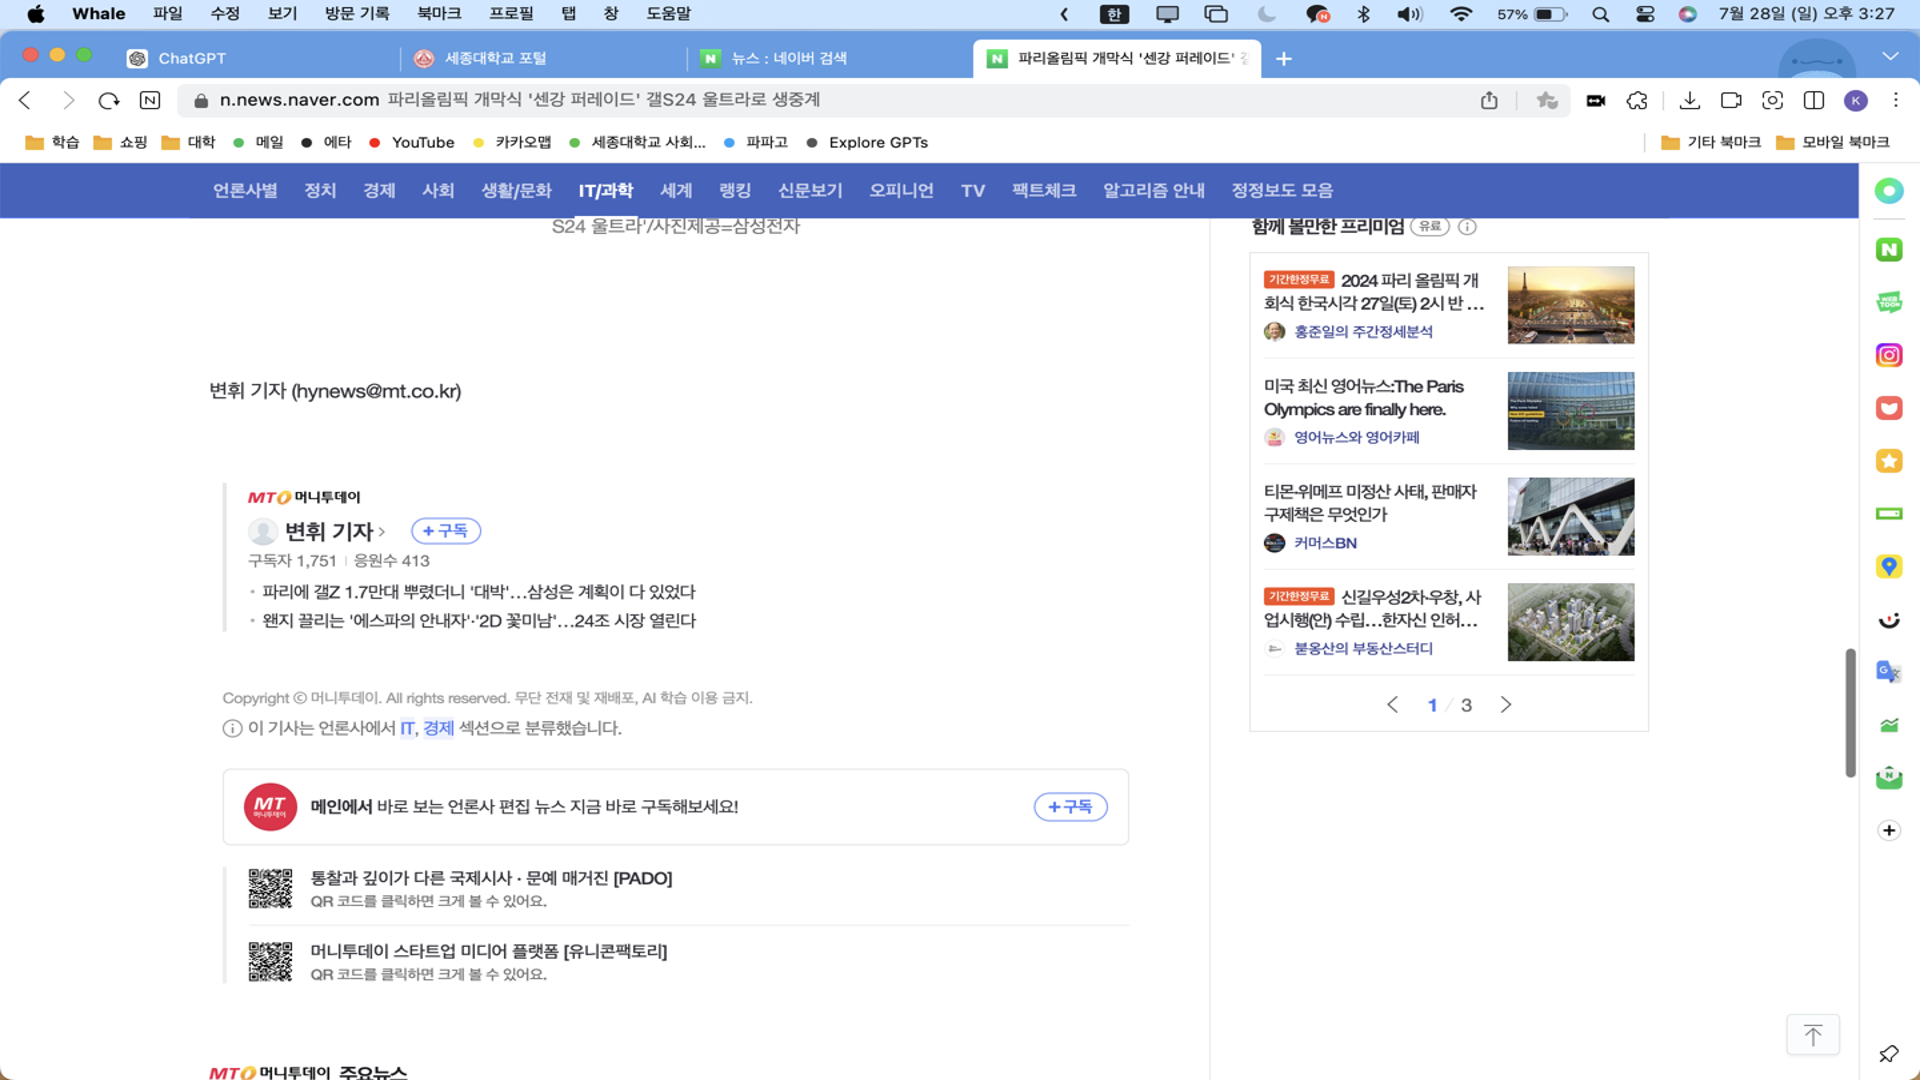 Whale 파일 수정 보기 방문 기록 북마크 프로필 탭 창 도움말 한 57% 7월 28일 (일) 오후 3:27
ChatGPT 세종대학교 포털 뉴스 : 네이버 검색 파리올림픽 개막식 '센강 퍼레이드'
n.news.naver.com 파리올림픽 개막식 '센강 퍼레이드' 갤S24 울트라로 생중계
학습 쇼핑 대학 메일 에타 YouTube 카카오맵 세종대학교 사회... 파파고 Explore GPTs 기타 북마크 모바일 북마크
언론사별 정치 경제 사회 생활/문화 IT/과학 세계 랭킹 신문보기 오피니언 TV 팩트체크 알고리즘 안내 정정보도 모음
S24 울트라'/사진제공=삼성전자
변휘 기자 (hynews@mt.co.kr)
MTO 머니투데이
변휘 기자 > + 구독
구독자 1,751 응원수 413
· 파리에 갤Z 1.7만대 뿌렸더니 '대박'…삼성은 계획이 다 있었다
· 왠지 끌리는 '에스파의 안내자'·'2D 꽃미남'…24조 시장 열린다
Copyright ⓒ 머니투데이. All rights reserved. 무단 전재 및 재배포, AI 학습 이용 금지.
이 기사는 언론사에서 IT, 경제 섹션으로 분류했습니다.
MT 머니투데이
메인에서 바로 보는 언론사 편집 뉴스 지금 바로 구독해보세요! + 구독
통찰과 깊이가 다른 국제시사 · 문예 매거진 [PADO]
QR 코드를 클릭하면 크게 볼 수 있어요.
머니투데이 스타트업 미디어 플랫폼 [유니콘팩토리]
QR 코드를 클릭하면 크게 볼 수 있어요.
MTO 머니투데이 주요뉴스
함께 볼만한 프리미엄 유료
기간한정무료 2024 파리 올림픽 개
회식 한국시각 27일(토) 2시 반 ...
홍준일의 주간정세분석
미국 최신 영어뉴스:The Paris
Olympics are finally here.
영어뉴스와 영어카페
티몬·위메프 미정산 사태, 판매자
구제책은 무엇인가
커머스BN
기간한정무료 신길우성2차·우창, 사
업시행(안) 수립…한자신 인허...
붇옹산의 부동산스터디
1 / 3
N
WEB TOON
K